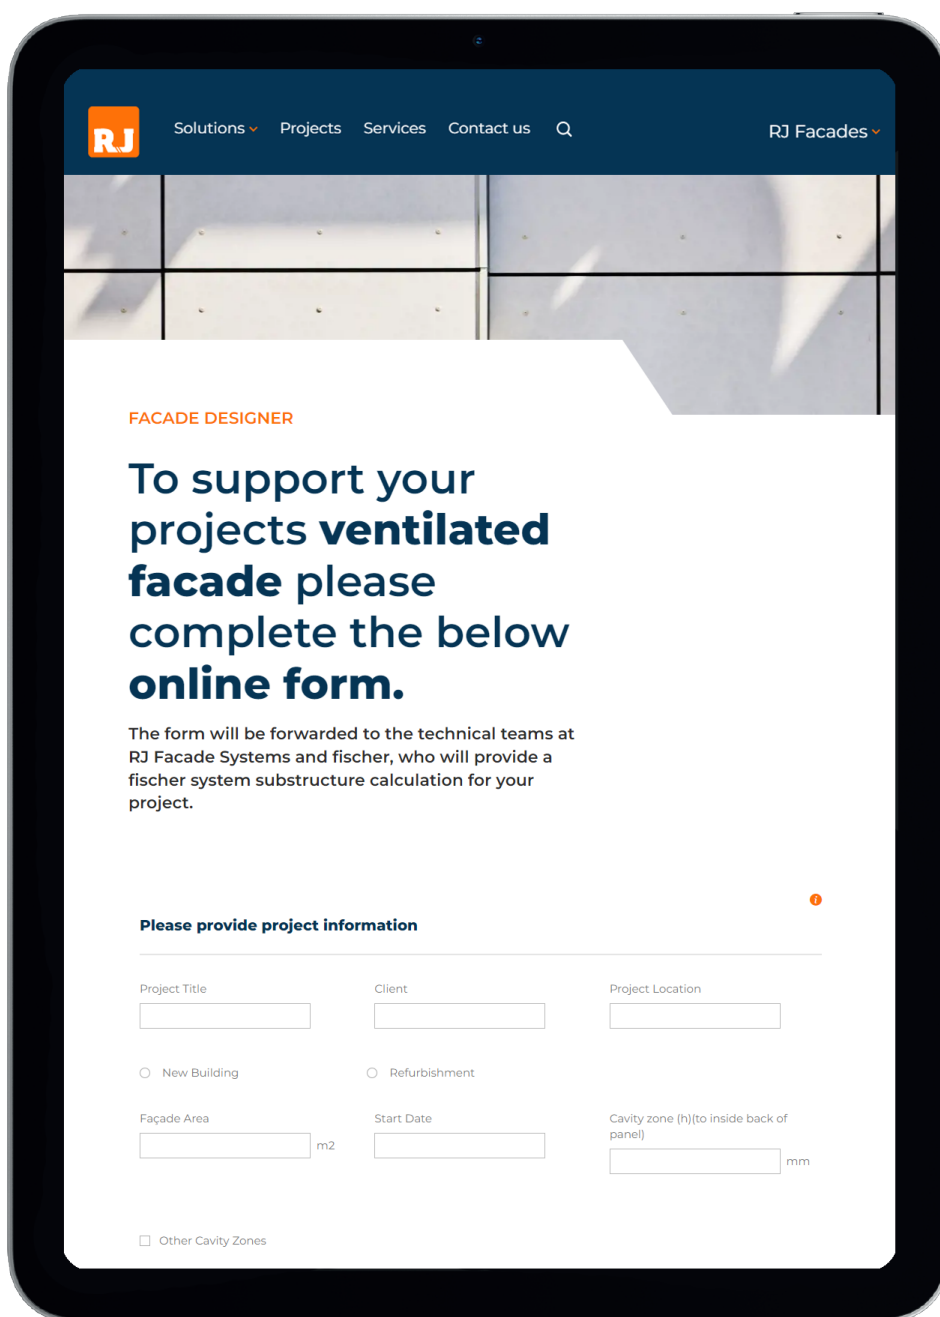 RJ
Solutions
Projects
Services
Contact us
RJ Facades
FACADE DESIGNER
To support your
projects ventilated
facade please
complete the below
online form.
The form will be forwarded to the technical teams at
RJ Facade Systems and fischer, who will provide a
fischer system substructure calculation for your
project.
i
Please provide project information
Project Title
Client
Project Location
New Building
Refurbishment
Façade Area
m2
Start Date
Cavity zone (h)(to inside back of
panel)
mm
Other Cavity Zones